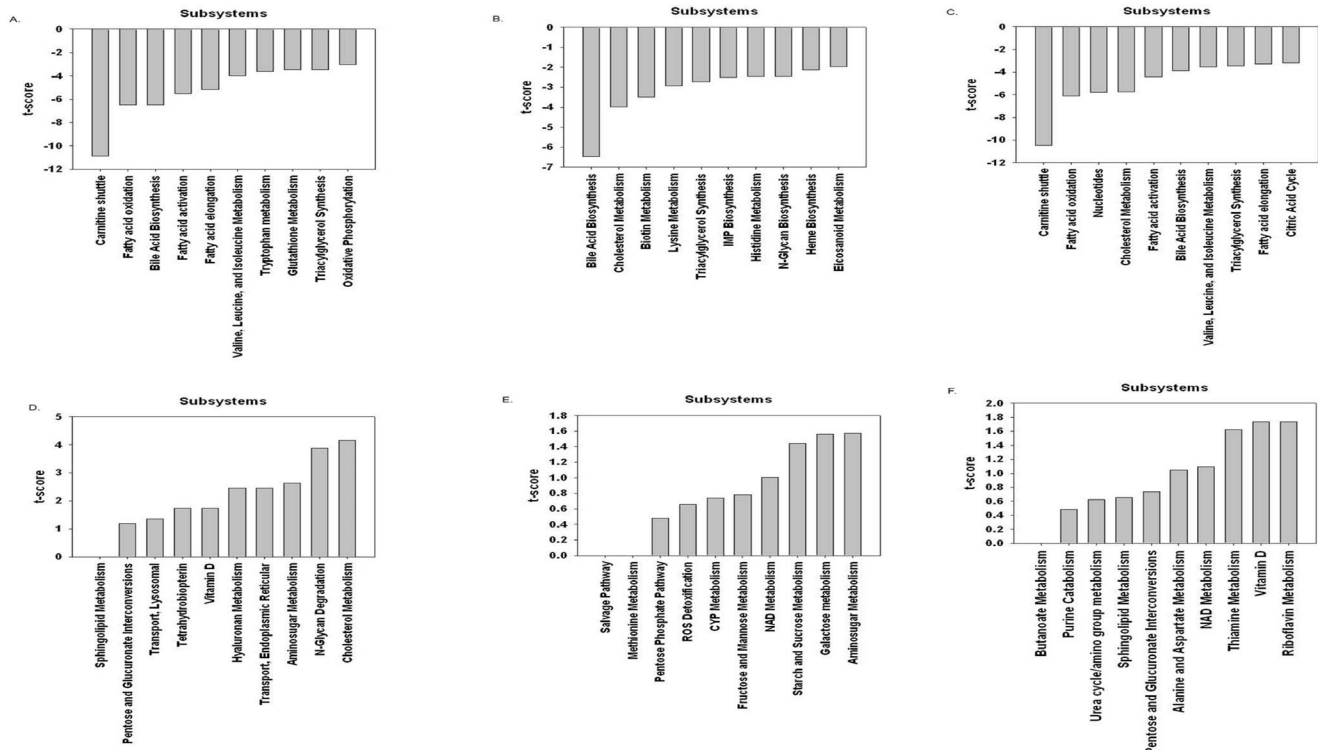 A.
Subsystems
t-score
0
-2
-4
-6
-8
-10
-12
Carnitine shuttle
Fatty acid oxidation
Bile Acid Biosynthesis
Fatty acid activation
Fatty acid elongation
Valine, Leucine, and Isoleucine Metabolism
Tryptophan metabolism
Glutathione Metabolism
Triacylglycerol Synthesis
Oxidative Phosphorylation
B.
Subsystems
t-score
0
-1
-2
-3
-4
-5
-6
-7
Bile Acid Biosynthesis
Cholesterol Metabolism
Biotin Metabolism
Lysine Metabolism
Triacylglycerol Synthesis
IMP Biosynthesis
Histidine Metabolism
N-Glycan Biosynthesis
Heme Biosynthesis
Eicosanoid Metabolism
C.
Subsystems
t-score
0
-2
-4
-6
-8
-10
-12
Carnitine shuttle
Fatty acid oxidation
Nucleotides
Cholesterol Metabolism
Fatty acid activation
Bile Acid Biosynthesis
Valine, Leucine, and Isoleucine Metabolism
Triacylglycerol Synthesis
Fatty acid elongation
Citric Acid Cycle
D.
Subsystems
t-score
5
4
3
2
1
0
Sphingolipid Metabolism
Pentose and Glucuronate Interconversions
Transport, Lysosomal
Tetrahydrobiopterin
Vitamin D
Hyaluronan Metabolism
Transport, Endoplasmic Reticular
Aminosugar Metabolism
N-Glycan Degradation
Cholesterol Metabolism
E.
Subsystems
t-score
1.8
1.6
1.4
1.2
1.0
0.8
0.6
0.4
0.2
0.0
Salvage Pathway
Methionine Metabolism
Pentose Phosphate Pathway
ROS Detoxification
CYP Metabolism
Fructose and Mannose Metabolism
NAD Metabolism
Starch and Sucrose Metabolism
Galactose metabolism
Aminosugar Metabolism
F.
Subsystems
t-score
2.0
1.8
1.6
1.4
1.2
1.0
0.8
0.6
0.4
0.2
0.0
Butanoate Metabolism
Purine Catabolism
Urea cycle/amino group metabolism
Sphingolipid Metabolism
Pentose and Glucuronate Interconversions
Alanine and Aspartate Metabolism
NAD Metabolism
Thiamine Metabolism
Vitamin D
Riboflavin Metabolism